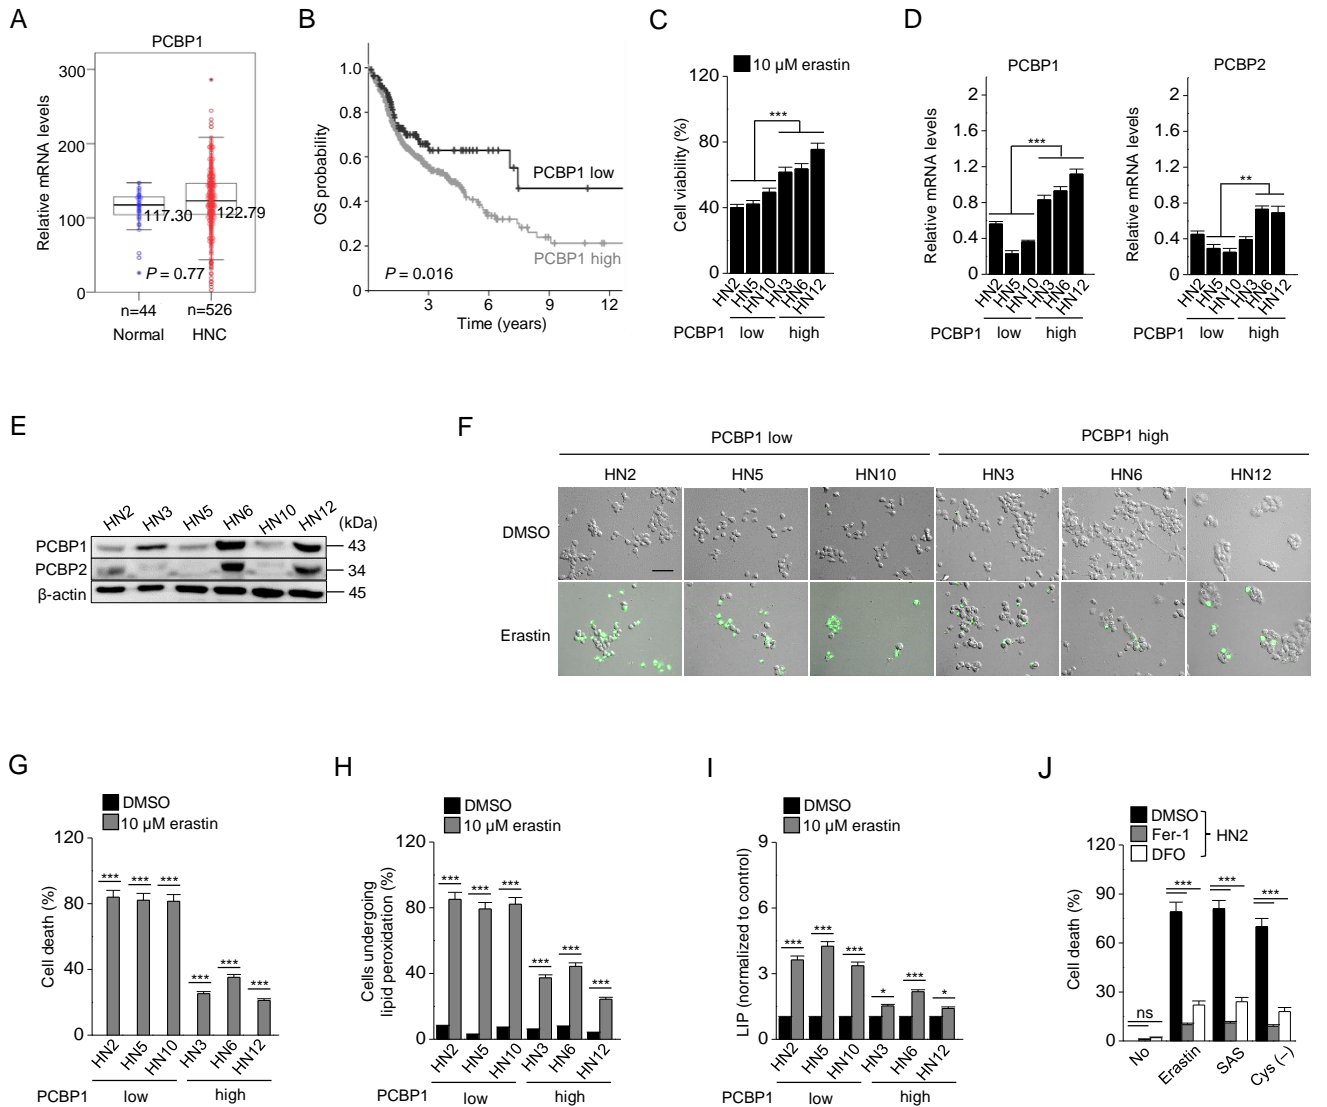 A
PCBP1
Relative mRNA levels
300
200
100
0
117.30
122.79
P = 0.77
n=44
n=526
Normal
HNC
B
OS probability
1.0
0.8
0.6
0.4
0.2
0
PCBP1 low
PCBP1 high
P = 0.016
3
6
9
12
Time (years)
C
10 μM erastin
Cell viability (%)
120
80
40
0
***
HN2
HN5
HN10
HN3
HN6
HN12
PCBP1
low
high
D
PCBP1
Relative mRNA levels
2
1.6
1.2
0.8
0.4
0
***
HN2
HN5
HN10
HN3
HN6
HN12
PCBP1
low
high
PCBP2
Relative mRNA levels
2
1.6
1.2
0.8
0.4
0
**
HN2
HN5
HN10
HN3
HN6
HN12
PCBP1
low
high
E
HN2
HN3
HN5
HN6
HN10
HN12
(kDa)
PCBP1
43
PCBP2
34
β-actin
45
F
PCBP1 low
PCBP1 high
HN2
HN5
HN10
HN3
HN6
HN12
DMSO
Erastin
G
DMSO
10 μM erastin
Cell death (%)
120
80
40
0
***
***
***
***
***
***
HN2
HN5
HN10
HN3
HN6
HN12
PCBP1
low
high
H
DMSO
10 μM erastin
Cells undergoing
lipid peroxidation (%)
120
80
40
0
***
***
***
***
***
***
HN2
HN5
HN10
HN3
HN6
HN12
PCBP1
low
high
I
DMSO
10 μM erastin
LIP (normalized to control)
9
6
3
0
***
***
***
*
***
*
HN2
HN5
HN10
HN3
HN6
HN12
PCBP1
low
high
J
DMSO
Fer-1
DFO
HN2
Cell death (%)
120
90
60
30
0
ns
***
***
***
No
Erastin
SAS
Cys (−)